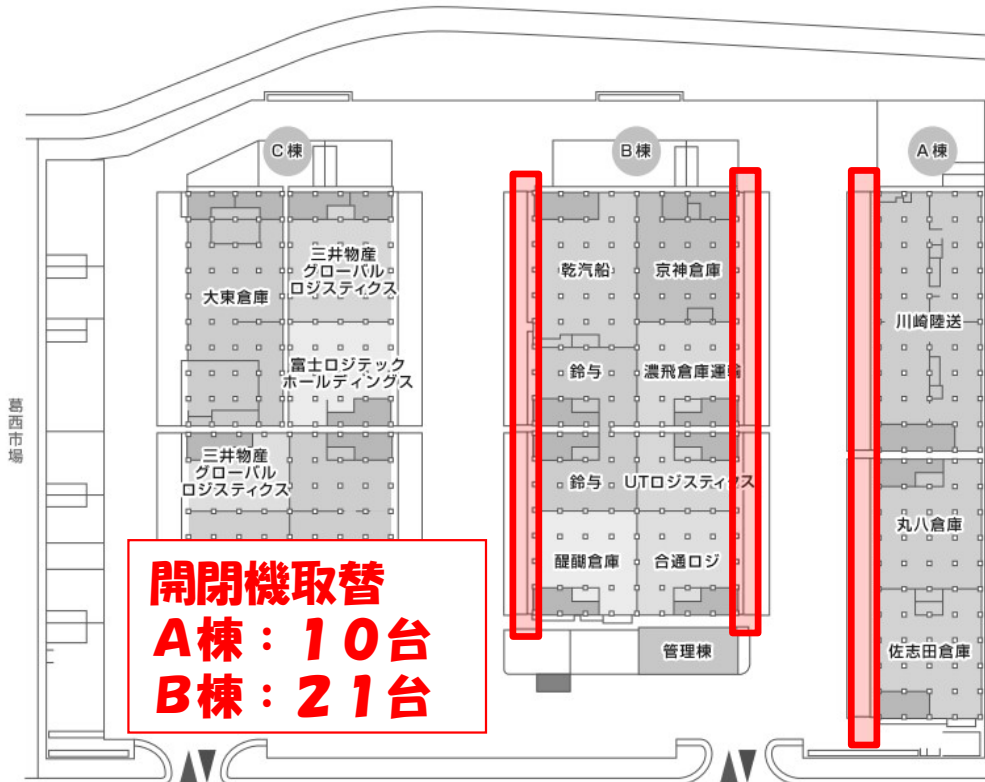 C棟
B棟
A棟
三井物産
グローバル
ロジスティクス
大東倉庫
富士ロジテック
ホールディングス
三井物産
グローバル
ロジスティクス
乾汽船
京神倉庫
鈴与
濃飛倉庫運輸
鈴与
UTロジスティクス
醍醐倉庫
合通ロジ
管理棟
川崎陸送
丸八倉庫
佐志田倉庫
葛西市場
開閉機取替
A棟：10台
B棟：21台